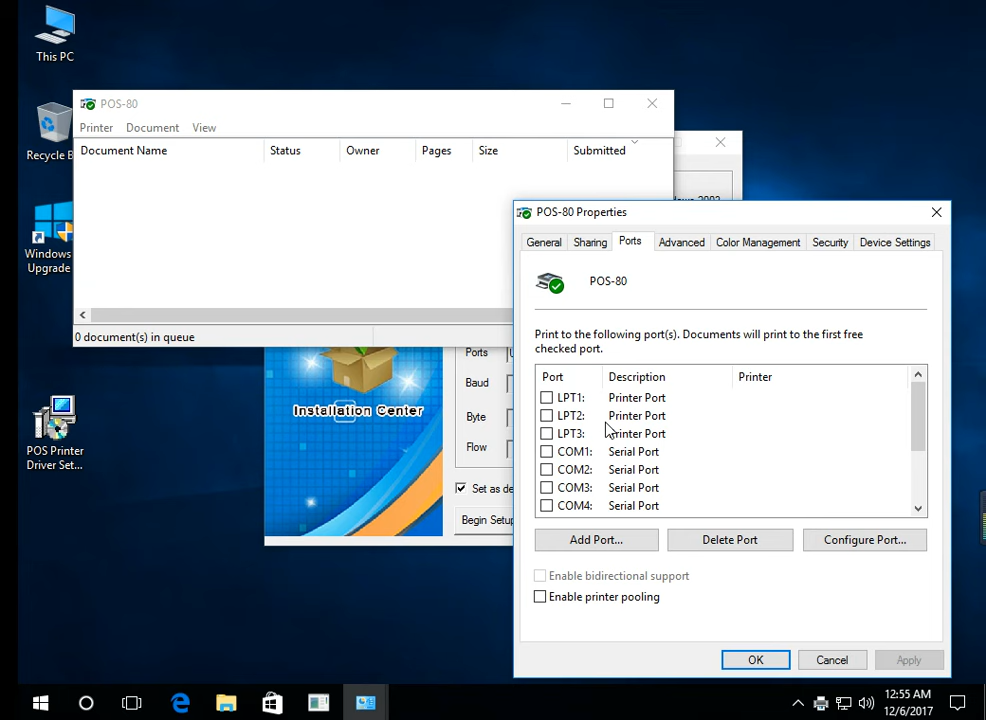 This PC
Recycle B
Windows
Upgrade
POS Printer
Driver Set...
POS-80
Printer Document View
Document Name Status Owner Pages Size Submitted
0 document(s) in queue
Installation Center
Ports
Baud
Byte
Flow
Set as de
Begin Setup
POS-80 Properties
General Sharing Ports Advanced Color Management Security Device Settings
POS-80
Print to the following port(s). Documents will print to the first free
checked port.
Port Description Printer
LPT1: Printer Port
LPT2: Printer Port
LPT3: Printer Port
COM1: Serial Port
COM2: Serial Port
COM3: Serial Port
COM4: Serial Port
Add Port... Delete Port Configure Port...
Enable bidirectional support
Enable printer pooling
OK Cancel Apply
12:55 AM
12/6/2017